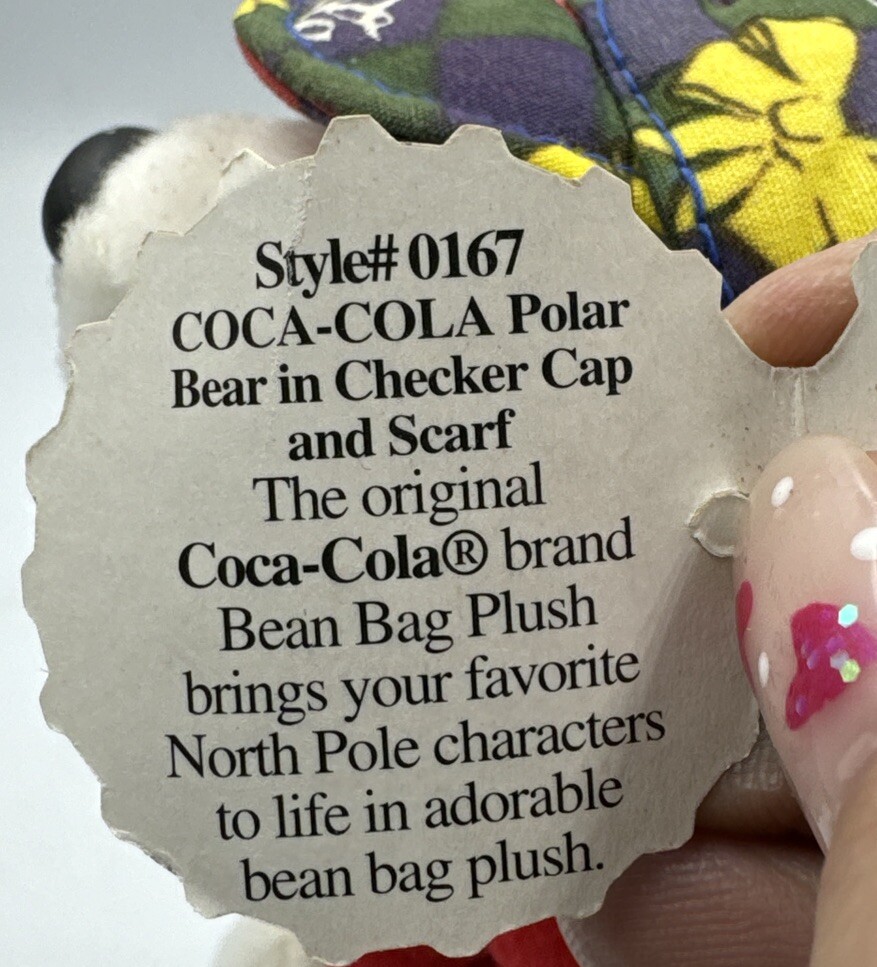 Style# 0167
COCA-COLA Polar
Bear in Checker Cap
and Scarf
The original
Coca-Cola® brand
Bean Bag Plush
brings your favorite
North Pole characters
to life in adorable
bean bag plush.